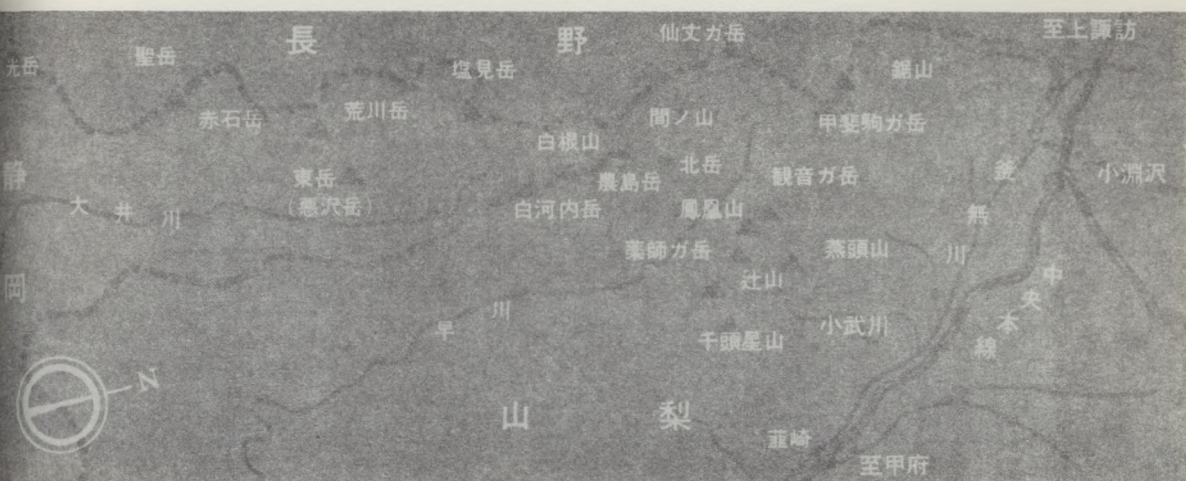 長野
仙丈ガ岳
至上諏訪
光岳
聖岳
塩見岳
鋸山
赤石岳
荒川岳
間ノ山
甲斐駒ガ岳
白根山
北岳
観音ガ岳
小淵沢
静岡
東岳
(悪沢岳)
農鳥岳
大井川
白河内岳
鳳凰山
釜無川
薬師ガ岳
燕頭山
辻山
中央本線
早川
小武川
千頭星山
N
山梨
韮崎
至甲府